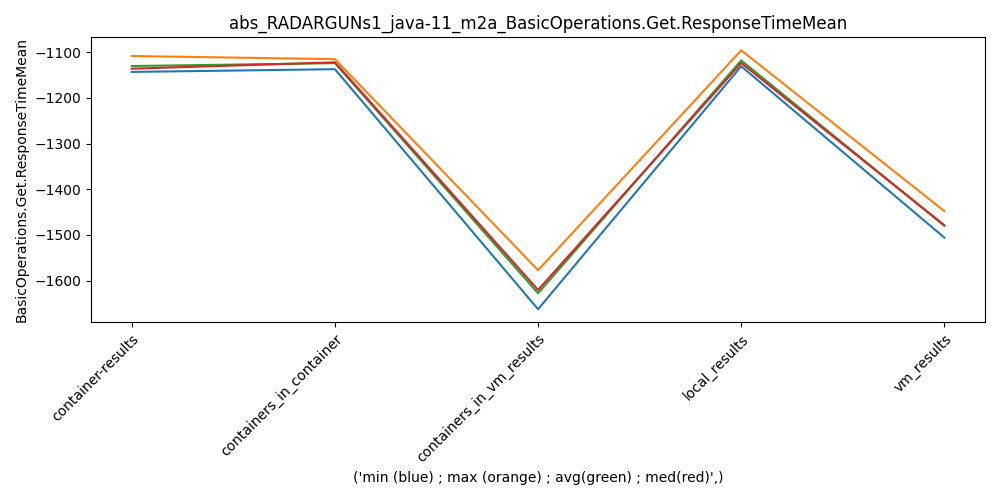 abs_RADARGUNs1_java-11_m2a_BasicOperations.Get.ResponseTimeMean
BasicOperations.Get.ResponseTimeMean
−1100
−1200
−1300
−1400
−1500
−1600
container-results
containers_in_container
containers_in_vm_results
local_results
vm_results
('min (blue) ; max (orange) ; avg(green) ; med(red)',)